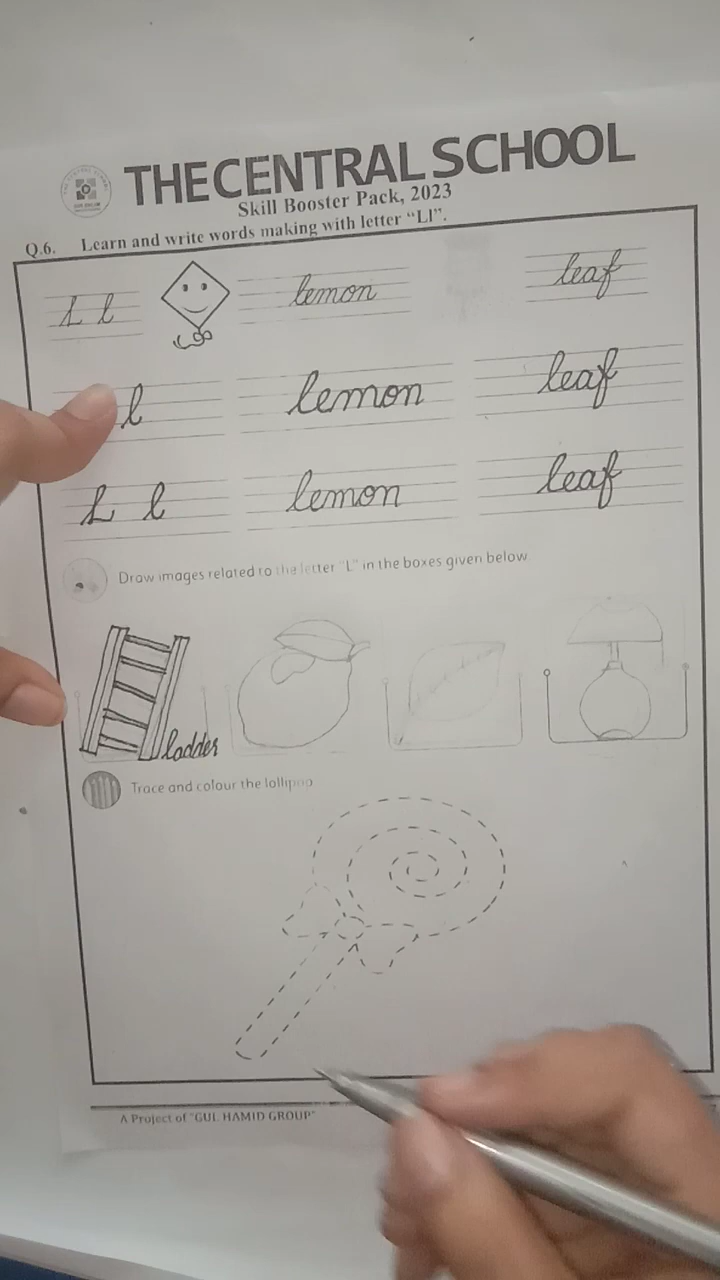 THE CENTRAL SCHOOL
Skill Booster Pack, 2023
Q.6. Learn and write words making with letter "Ll".
L l lemon leaf
l lemon leaf
L l lemon leaf
Draw images related to the letter "L" in the boxes given below
ladder
Trace and colour the lollipop
A Project of "GUL HAMID GROUP"